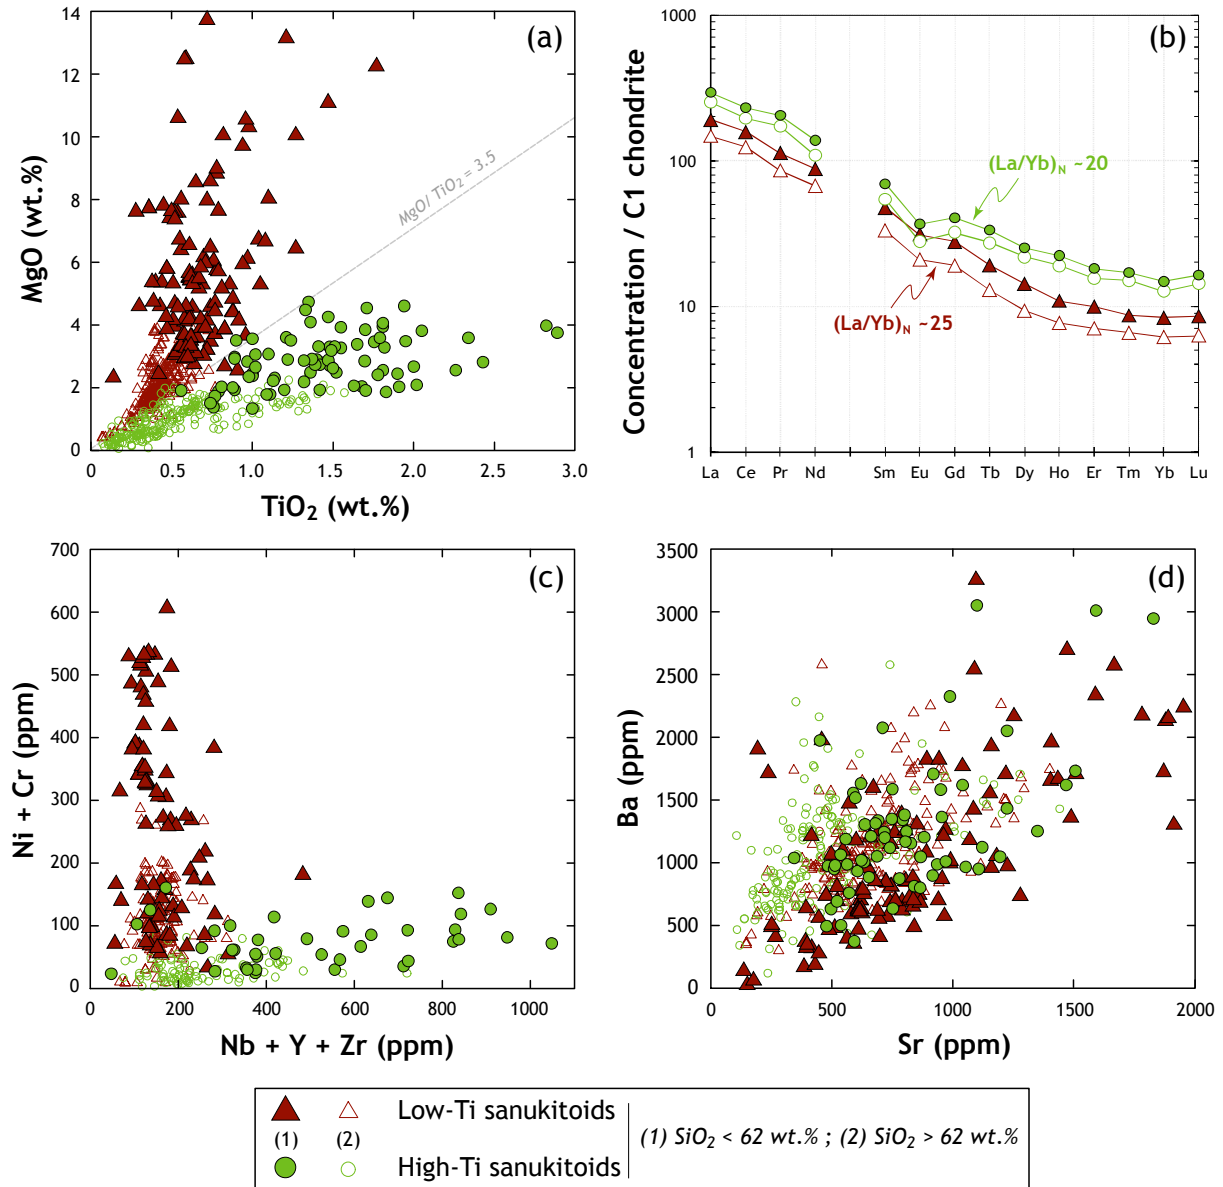 (a)
14
12
10
8
6
4
2
0
MgO (wt.%)
MgO/TiO₂ = 3.5
0
0.5
1.0
1.5
2.0
2.5
3.0
TiO₂ (wt.%)
(b)
1000
100
10
1
Concentration / C1 chondrite
(La/Yb)N ~20
(La/Yb)N ~25
La Ce Pr Nd Sm Eu Gd Tb Dy Ho Er Tm Yb Lu
(c)
700
600
500
400
300
200
100
0
Ni + Cr (ppm)
0 200 400 600 800 1000
Nb + Y + Zr (ppm)
(d)
3500
3000
2500
2000
1500
1000
500
0
Ba (ppm)
0 500 1000 1500 2000
Sr (ppm)
Low-Ti sanukitoids
(1) (2)
(1) SiO₂ < 62 wt.% ; (2) SiO₂ > 62 wt.%
High-Ti sanukitoids